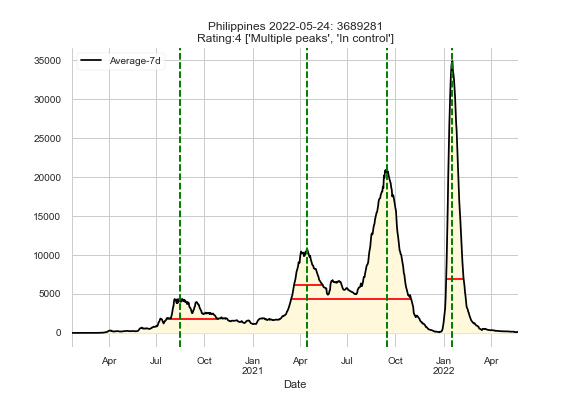 Philippines 2022-05-24: 3689281
Rating:4 ['Multiple peaks', 'In control']
Average-7d
35000
30000
25000
20000
15000
10000
5000
0
Apr Jul Oct Jan Apr Jul Oct Jan Apr
2021 2022
Date